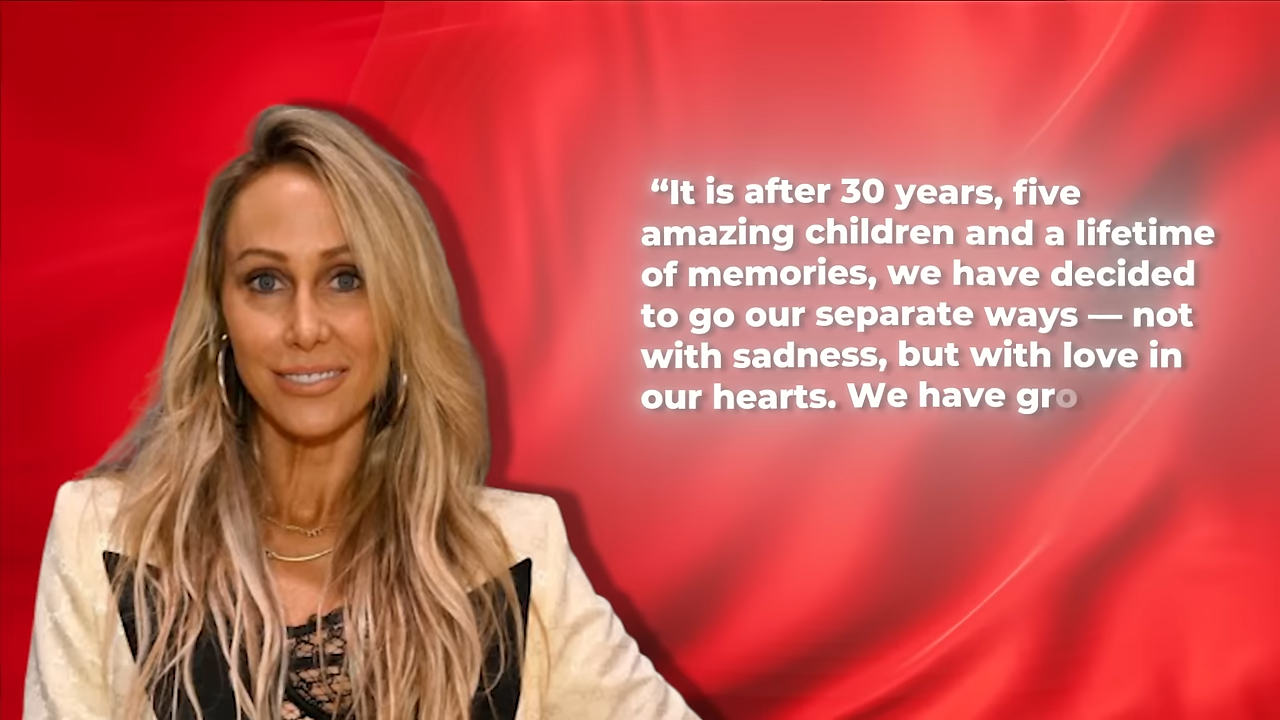 “It is after 30 years, five
amazing children and a lifetime
of memories, we have decided
to go our separate ways — not
with sadness, but with love in
our hearts. We have gro